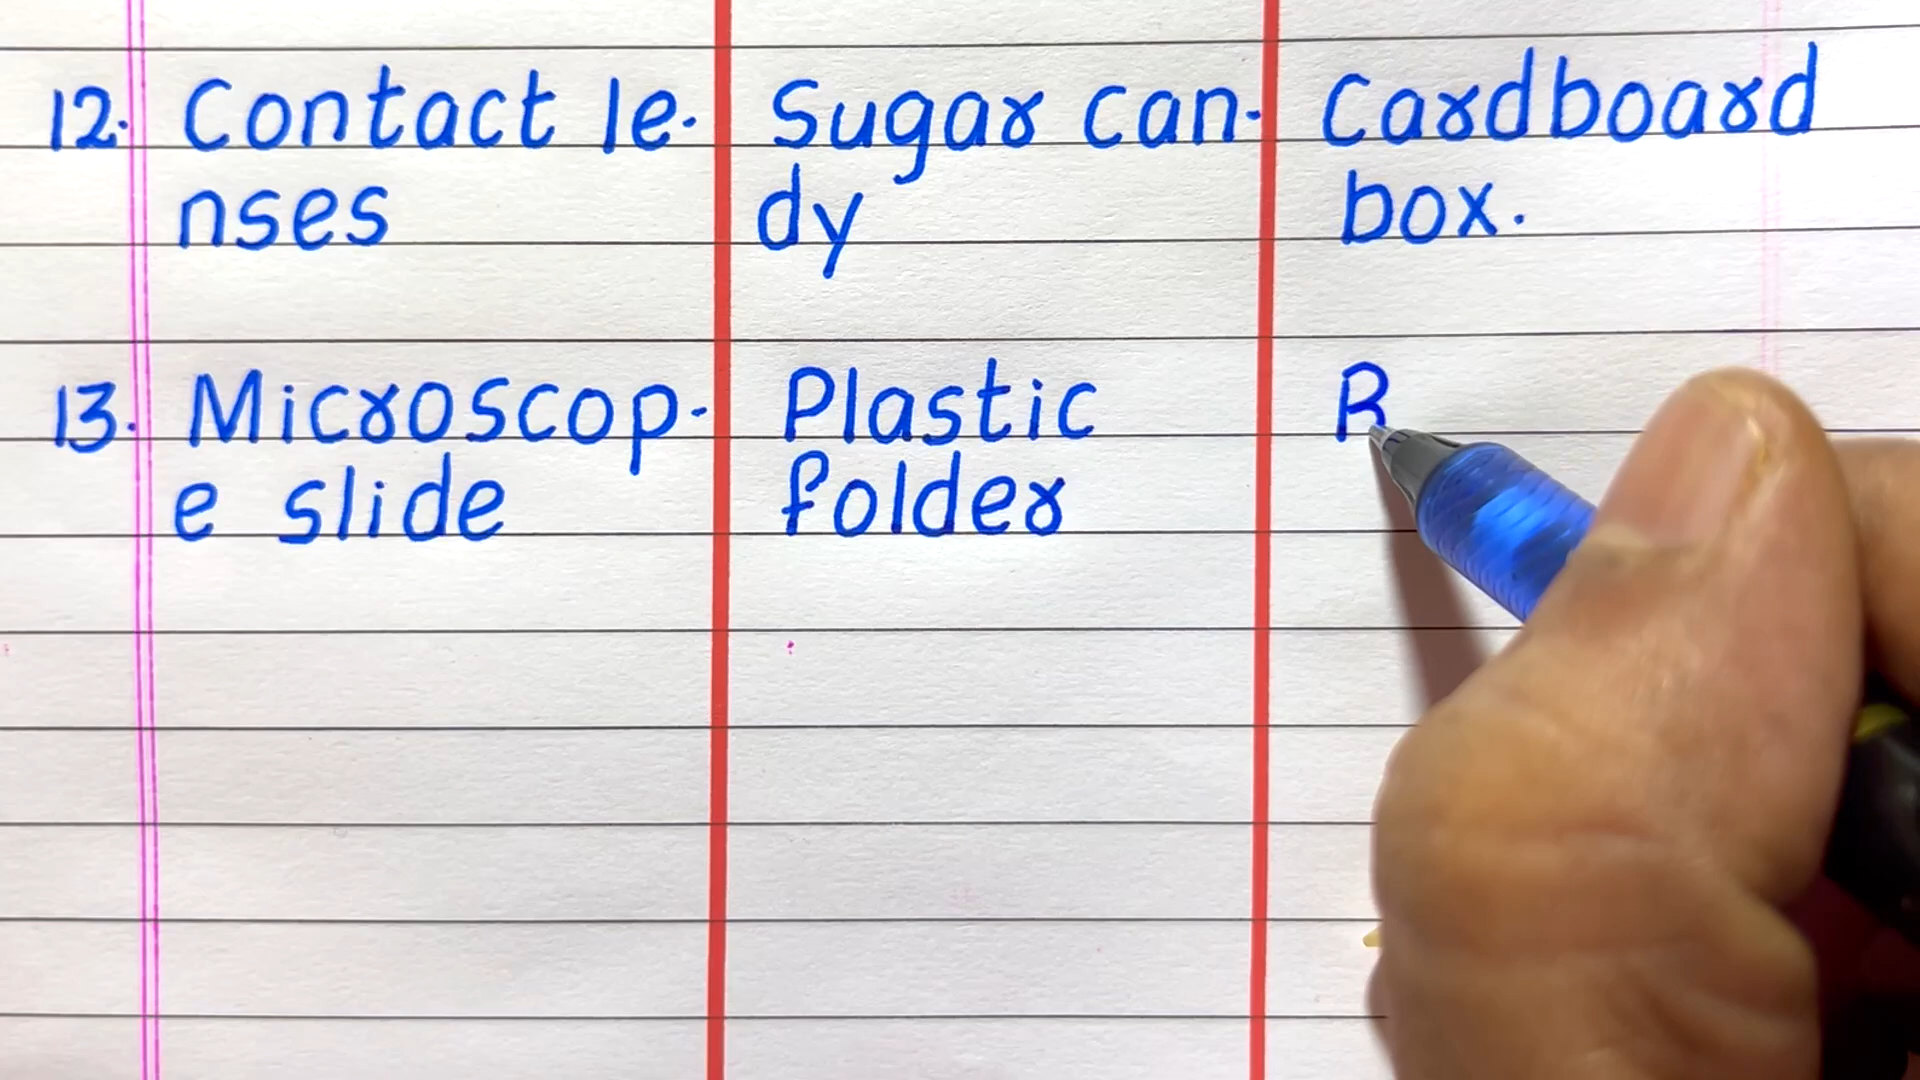 12. Contact le- Sugar can- Cardboard
nses dy box.
13. Microscop- Plastic R
e slide folder